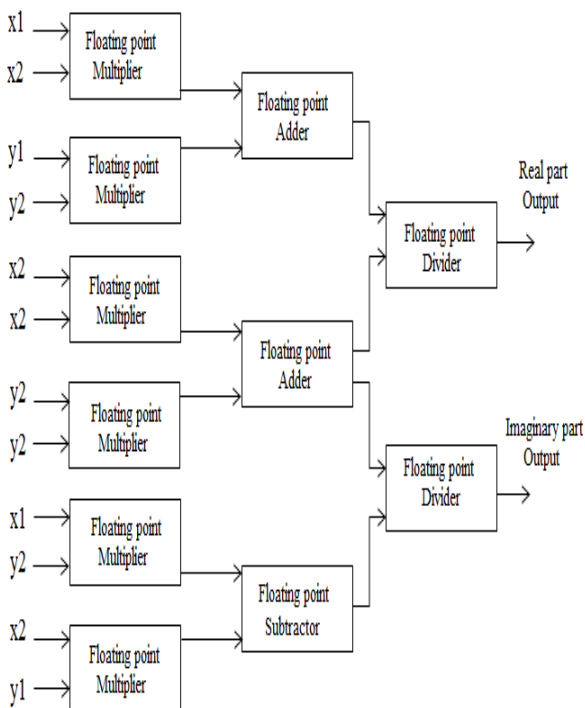 x1
x2
Floating point
Multiplier
y1
y2
Floating point
Multiplier
Floating point
Adder
x2
x2
Floating point
Multiplier
y2
y2
Floating point
Multiplier
Floating point
Adder
x1
y2
Floating point
Multiplier
x2
y1
Floating point
Multiplier
Floating point
Subtractor
Floating point
Divider
Real part
Output
Floating point
Divider
Imaginary part
Output